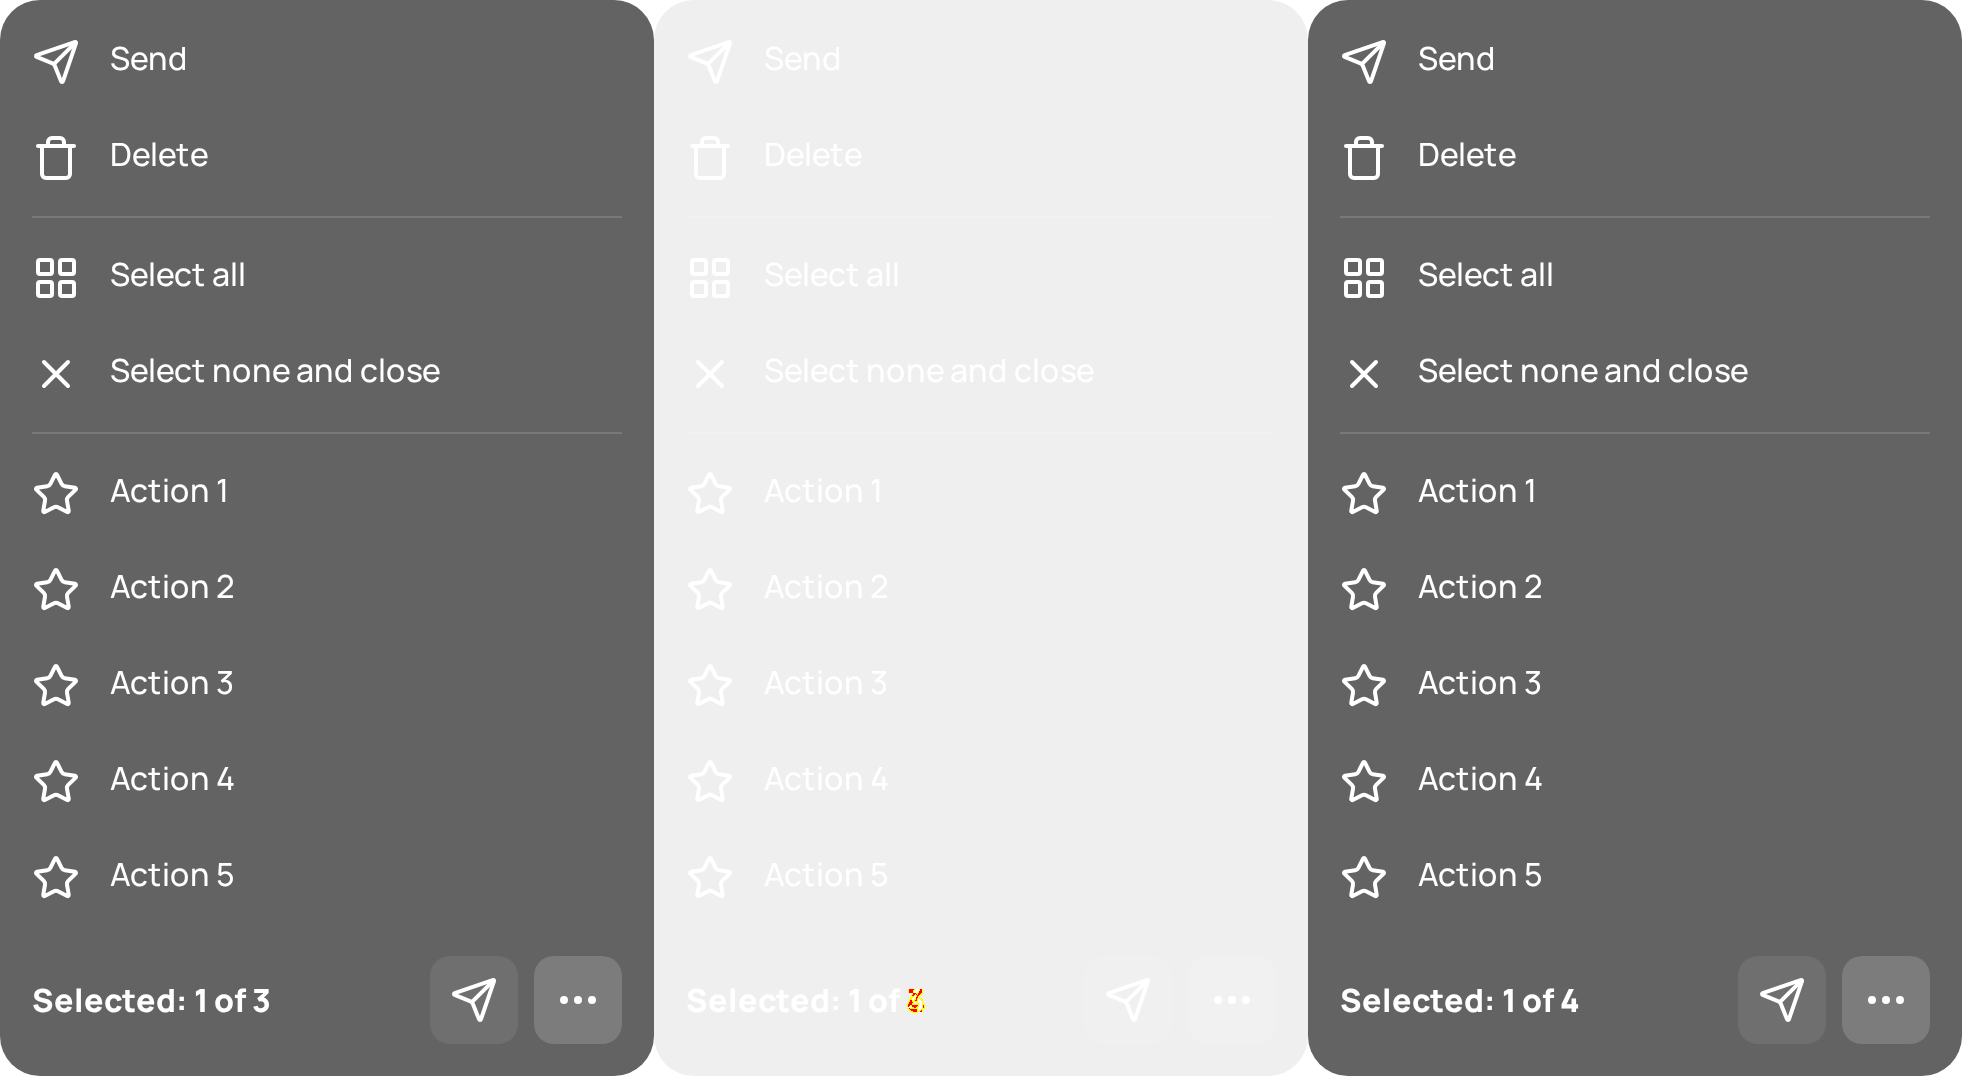 Send
Delete
Select all
Select none and close
Action 1
Action 2
Action 3
Action 4
Action 5
Selected: 1 of 3
Send
Delete
Select all
Select none and close
Action 1
Action 2
Action 3
Action 4
Action 5
Selected: 1 of
Send
Delete
Select all
Select none and close
Action 1
Action 2
Action 3
Action 4
Action 5
Selected: 1 of 4